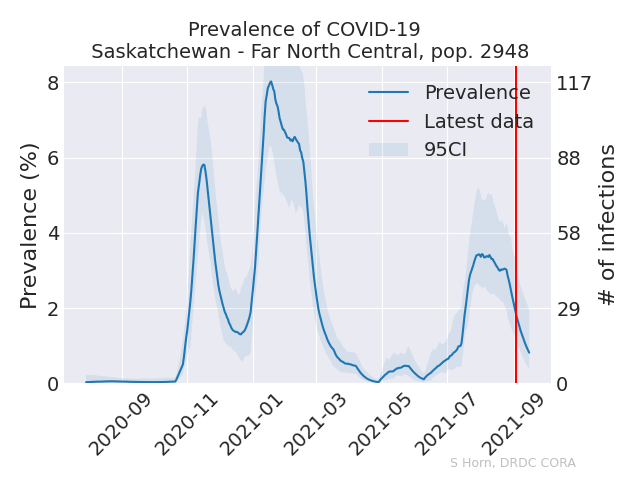 Prevalence of COVID-19
Saskatchewan - Far North Central, pop. 2948
Prevalence
Latest data
95CI
Prevalence (%)
8
6
4
2
0
117
88
58
29
0
# of infections
2020-09
2020-11
2021-01
2021-03
2021-05
2021-07
2021-09
S Horn, DRDC CORA